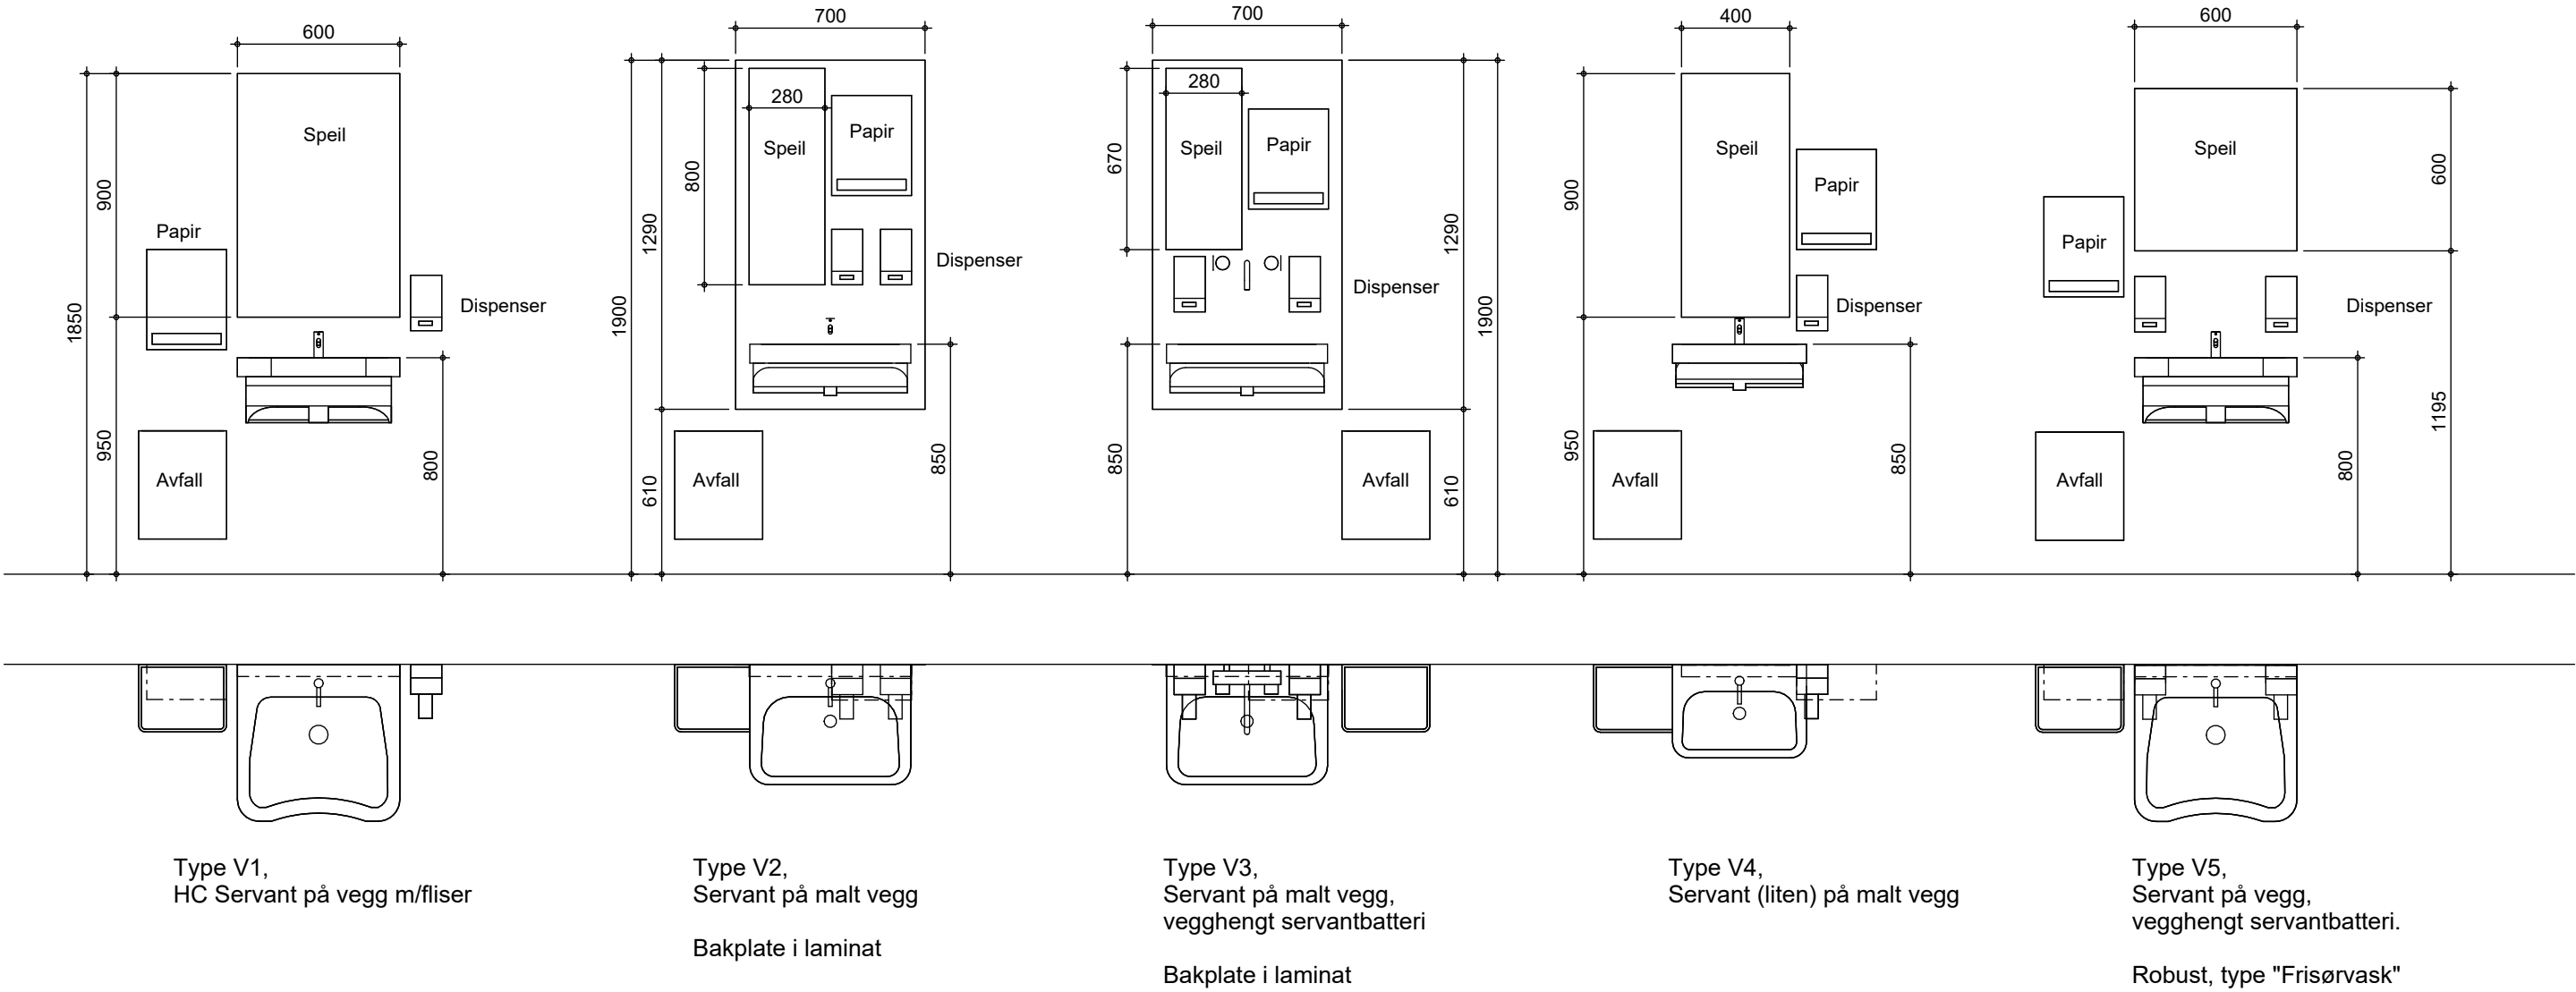 600
700
700
400
600
Speil
900
1850
Papir
Dispenser
950
800
Avfall
280
Speil
Papir
800
1290
1900
Dispenser
610
850
Avfall
280
Speil
Papir
670
1290
1900
Dispenser
850
610
Avfall
Speil
Papir
900
Dispenser
950
850
Avfall
Speil
600
Papir
Dispenser
1195
800
Avfall
Type V1,
HC Servant på vegg m/fliser
Type V2,
Servant på malt vegg
Bakplate i laminat
Type V3,
Servant på malt vegg,
vegghengt servantbatteri
Bakplate i laminat
Type V4,
Servant (liten) på malt vegg
Type V5,
Servant på vegg,
vegghengt servantbatteri.
Robust, type "Frisørvask"